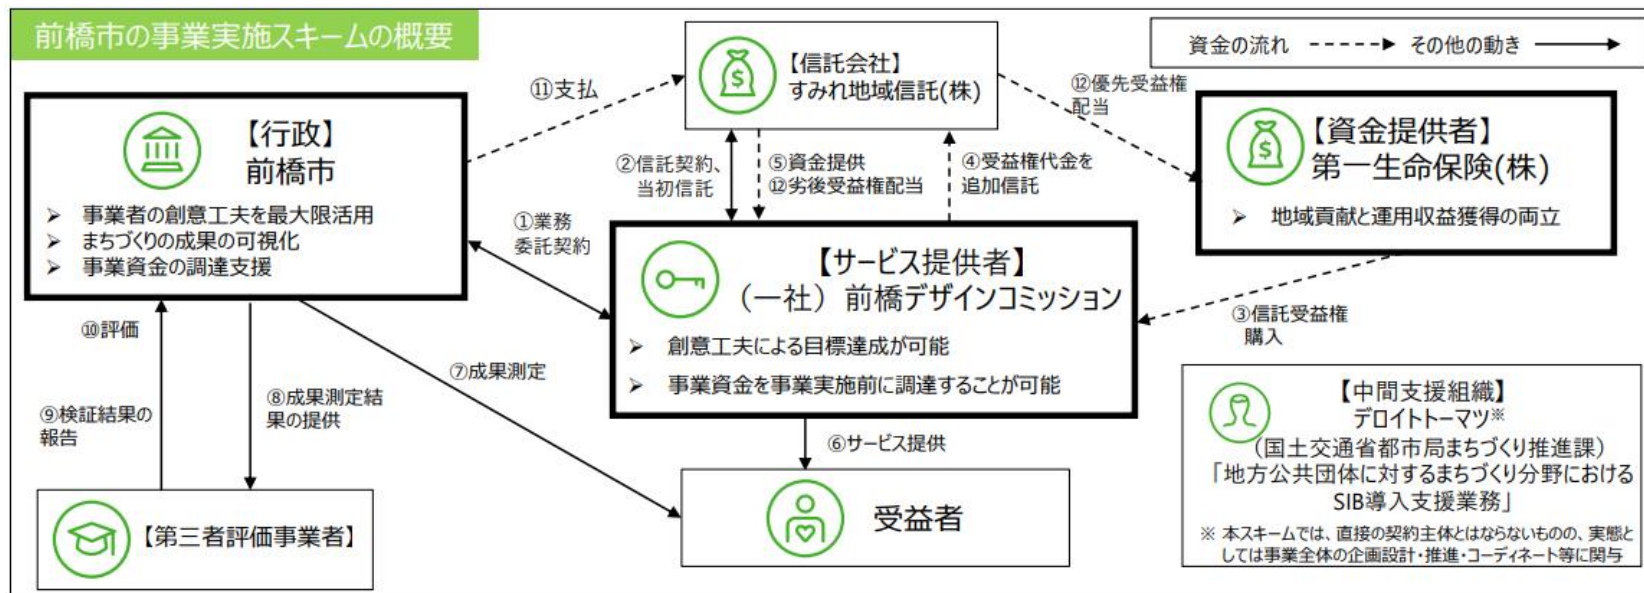 前橋市の事業実施スキームの概要
資金の流れ
その他の動き
【行政】
前橋市
➢ 事業者の創意工夫を最大限活用
➢ まちづくりの成果の可視化
➢ 事業資金の調達支援
⑪支払
【信託会社】
すみれ地域信託(株)
⑫優先受益権
配当
【資金提供者】
第一生命保険(株)
➢ 地域貢献と運用収益獲得の両立
②信託契約、
当初信託
⑤資金提供
⑫劣後受益権配当
④受益権代金を
追加信託
①業務
委託契約
【サービス提供者】
（一社）前橋デザインコミッション
➢ 創意工夫による目標達成が可能
➢ 事業資金を事業実施前に調達することが可能
③信託受益権
購入
⑩評価
⑨検証結果の
報告
⑧成果測定結
果の提供
⑦成果測定
⑥サービス提供
【第三者評価事業者】
受益者
【中間支援組織】
デロイトトーマツ※
（国土交通省都市局まちづくり推進課）
「地方公共団体に対するまちづくり分野における
SIB導入支援業務」
※ 本スキームでは、直接の契約主体とはならないものの、実態と
しては事業全体の企画設計・推進・コーディネート等に関与